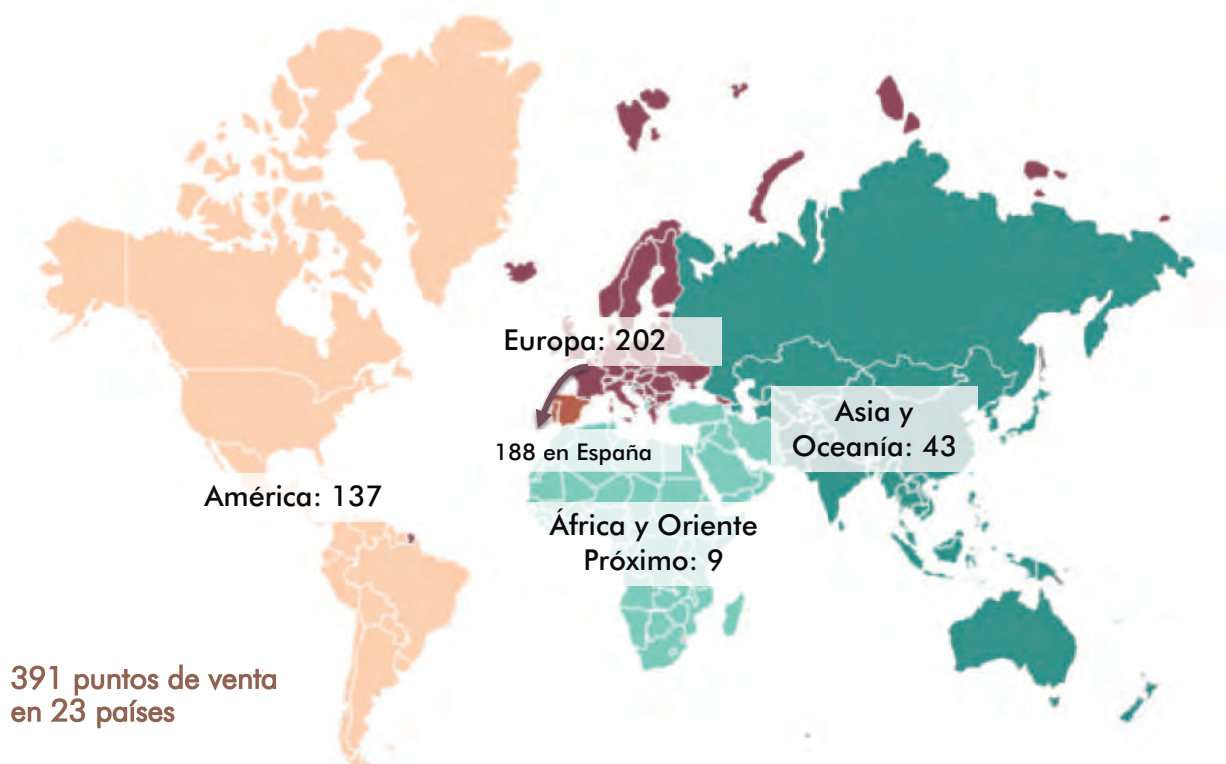 Europa: 202
188 en España
Asia y
Oceanía: 43
América: 137
África y Oriente
Próximo: 9
391 puntos de venta
en 23 países